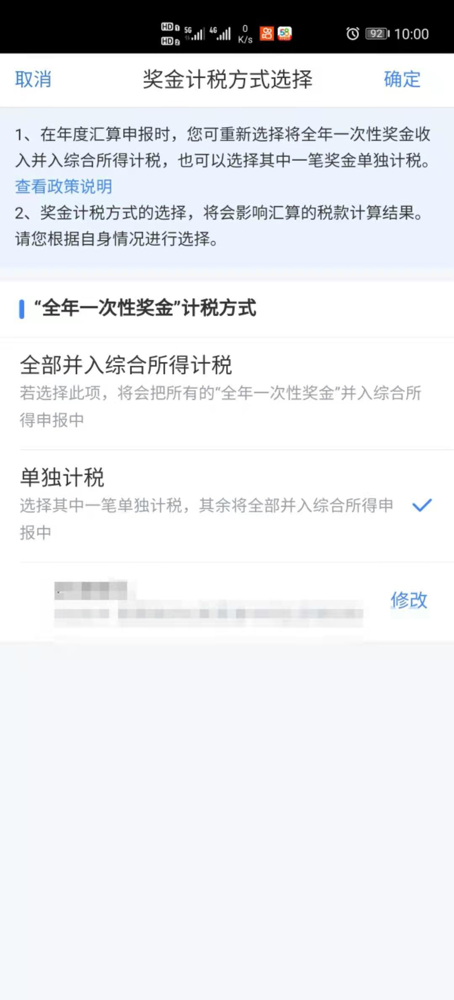 HD 1 5G 4G 0 58 92 10:00
HD 2 K/s
取消 奖金计税方式选择 确定
1、在年度汇算申报时，您可重新选择将全年一次性奖金收
入并入综合所得计税，也可以选择其中一笔奖金单独计税。
查看政策说明
2、奖金计税方式的选择，将会影响汇算的税款计算结果。
请您根据自身情况进行选择。
“全年一次性奖金”计税方式
全部并入综合所得计税
若选择此项，将会把所有的“全年一次性奖金”并入综合所
得申报中
单独计税
选择其中一笔单独计税，其余将全部并入综合所得申
报中
修改